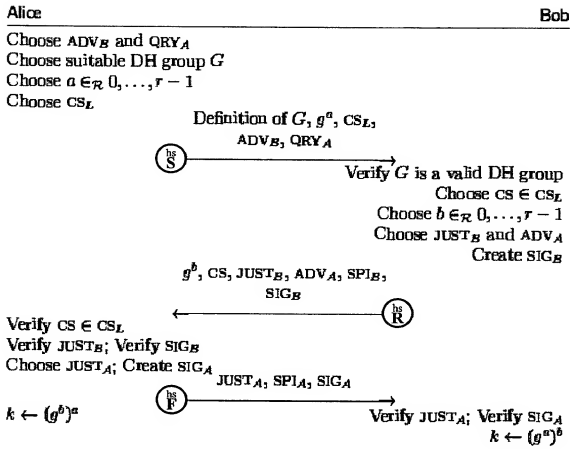 Alice Bob
Choose ADV_B and QRY_A
Choose suitable DH group G
Choose a ∈_R 0, . . . , r − 1
Choose CS_L
Definition of G, g^a, CS_L,
ADV_B, QRY_A
hs
S
Verify G is a valid DH group
Choose CS ∈ CS_L
Choose b ∈_R 0, . . . , r − 1
Choose JUST_B and ADV_A
Create SIG_B
g^b, CS, JUST_B, ADV_A, SPI_B,
SIG_B
hs
R
Verify CS ∈ CS_L
Verify JUST_B; Verify SIG_B
Choose JUST_A; Create SIG_A
JUST_A, SPI_A, SIG_A
hs
F
k ← (g^b)^a
Verify JUST_A; Verify SIG_A
k ← (g^a)^b